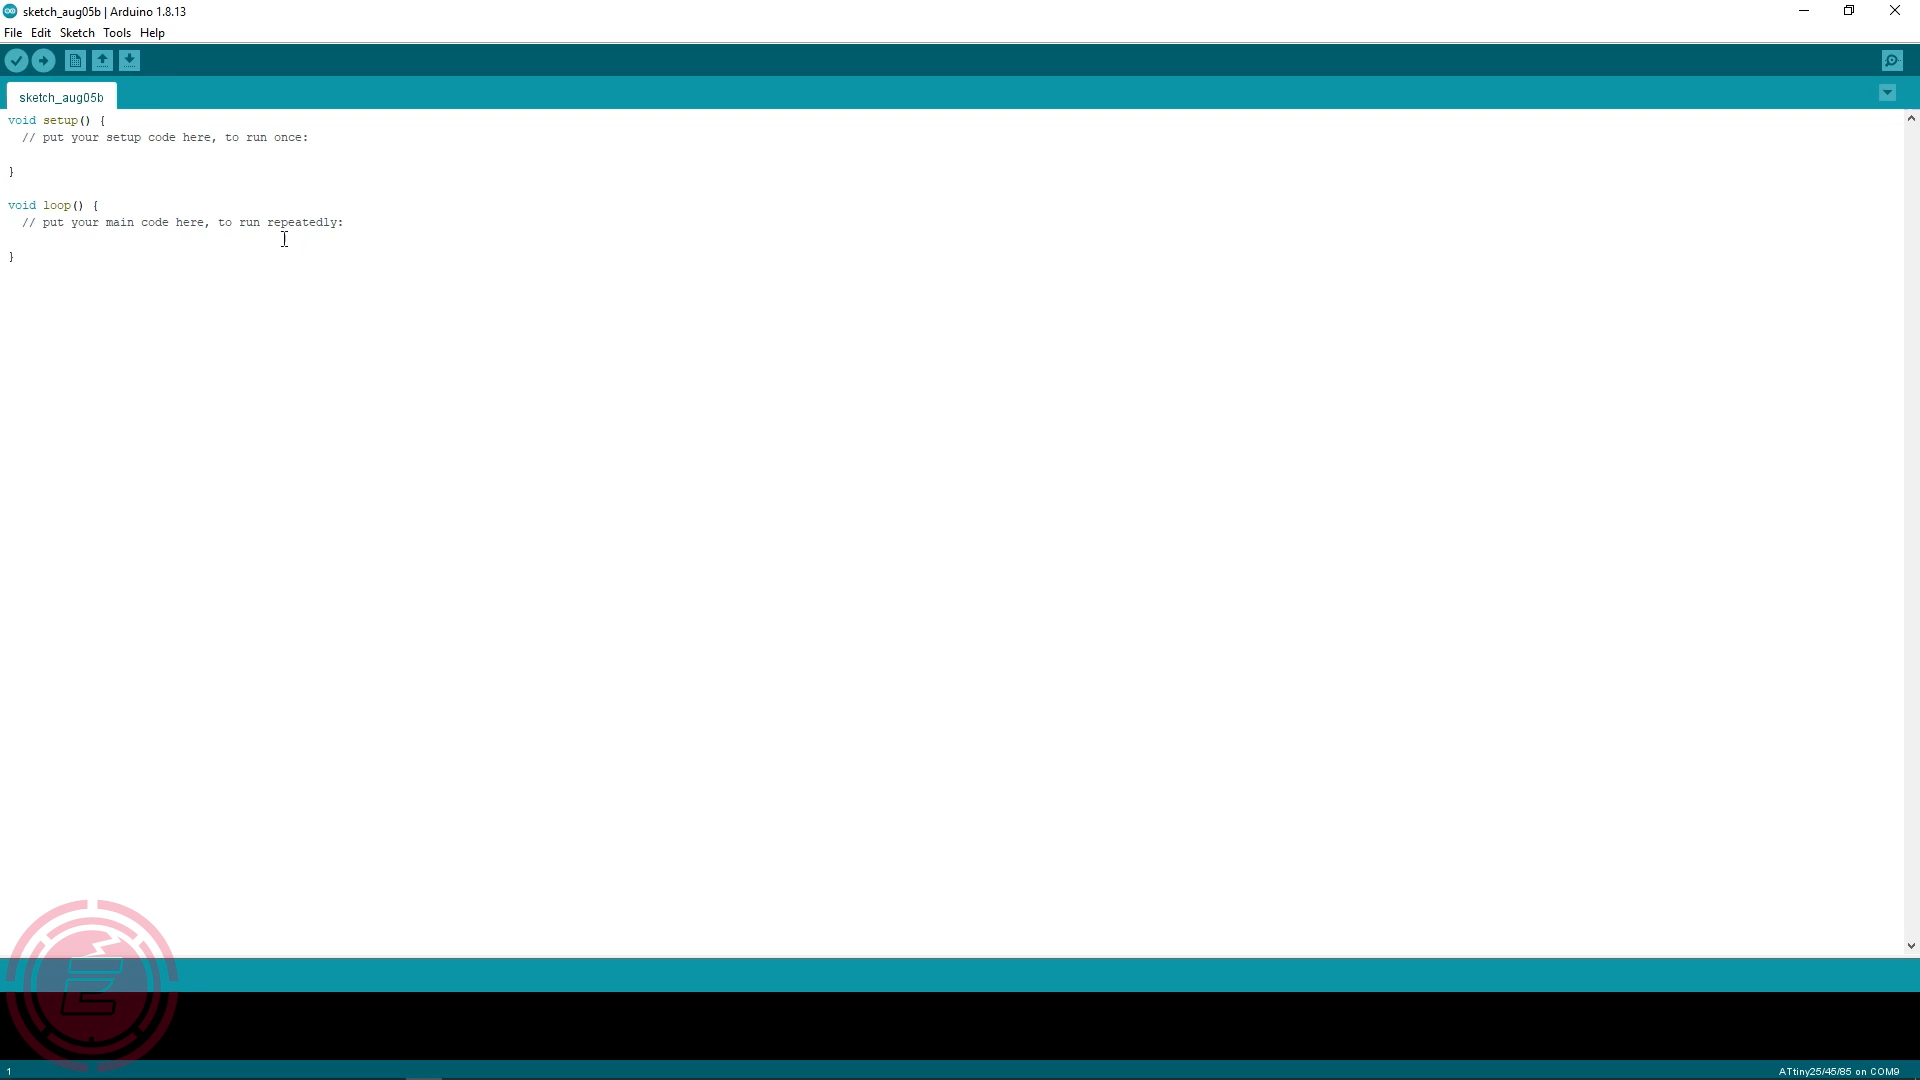 sketch_aug05b | Arduino 1.8.13
File Edit Sketch Tools Help
sketch_aug05b
void setup() {
  // put your setup code here, to run once:
}
void loop() {
  // put your main code here, to run repeatedly:
}
1
ATtiny25/45/85 on COM9